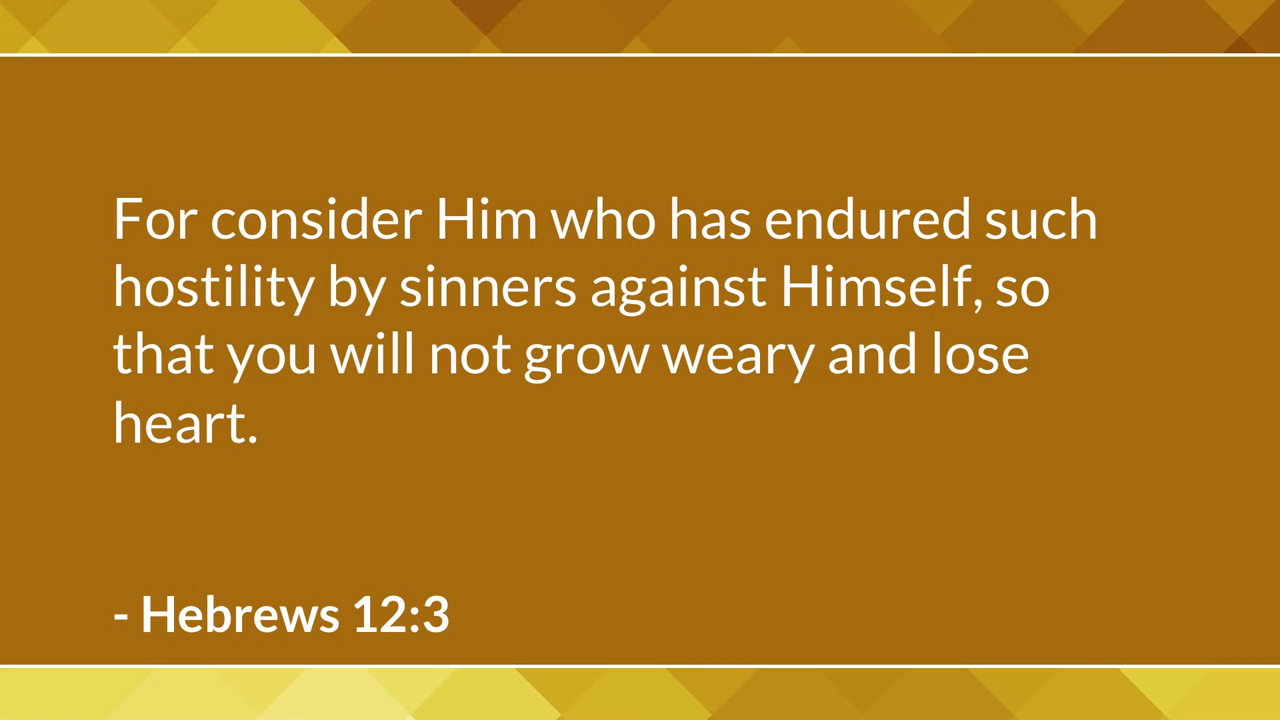 For consider Him who has endured such
hostility by sinners against Himself, so
that you will not grow weary and lose
heart.
- Hebrews 12:3